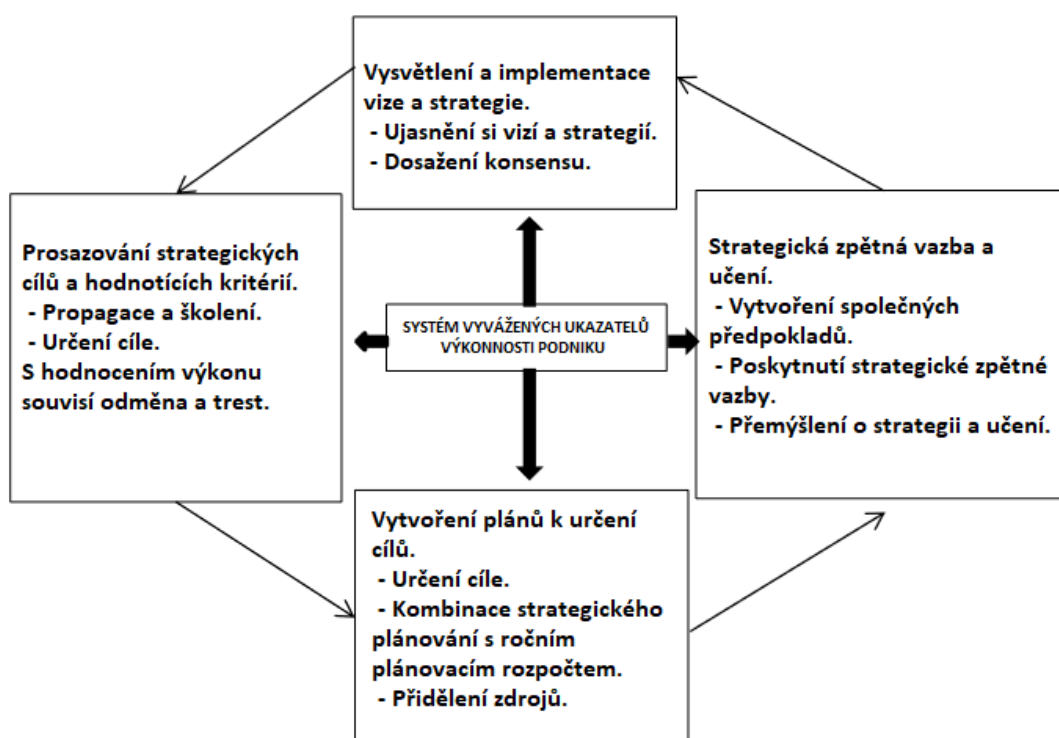 Vysvětlení a implementace
vize a strategie.
- Ujasnění si vizí a strategií.
- Dosažení konsensu.
Prosazování strategických
cílů a hodnotících kritérií.
- Propagace a školení.
- Určení cíle.
S hodnocením výkonu
souvisí odměna a trest.
SYSTÉM VYVÁŽENÝCH UKAZATELŮ
VÝKONNOSTI PODNIKU
Strategická zpětná vazba a
učení.
- Vytvoření společných
předpokladů.
- Poskytnutí strategické zpětné
vazby.
- Přemýšlení o strategii a učení.
Vytvoření plánů k určení
cílů.
- Určení cíle.
- Kombinace strategického
plánování s ročním
plánovacím rozpočtem.
- Přidělení zdrojů.